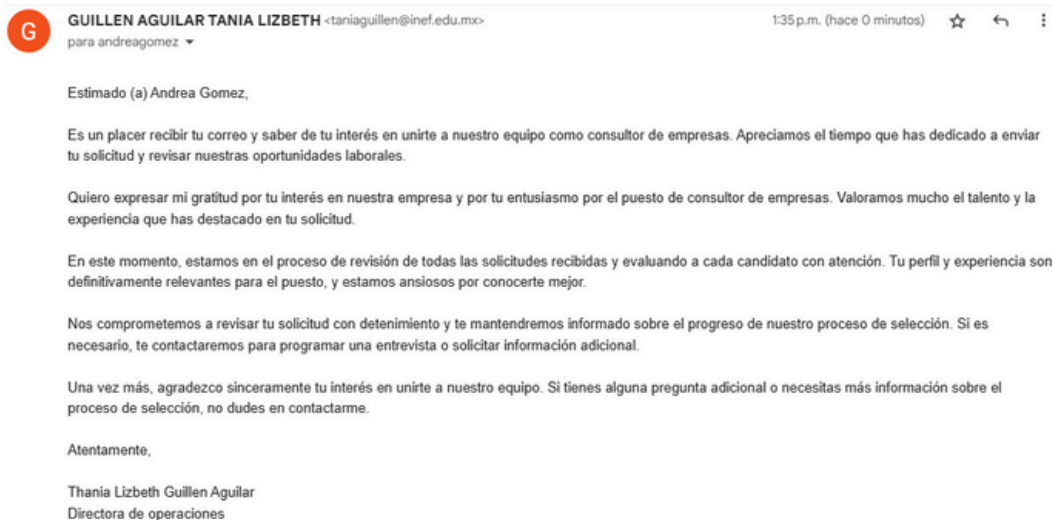 G
GUILLEN AGUILAR TANIA LIZBETH <taniaguillen@inef.edu.mx>
1:35 p.m. (hace 0 minutos)
para andreagomez
Estimado (a) Andrea Gomez,
Es un placer recibir tu correo y saber de tu interés en unirte a nuestro equipo como consultor de empresas. Apreciamos el tiempo que has dedicado a enviar
tu solicitud y revisar nuestras oportunidades laborales.
Quiero expresar mi gratitud por tu interés en nuestra empresa y por tu entusiasmo por el puesto de consultor de empresas. Valoramos mucho el talento y la
experiencia que has destacado en tu solicitud.
En este momento, estamos en el proceso de revisión de todas las solicitudes recibidas y evaluando a cada candidato con atención. Tu perfil y experiencia son
definitivamente relevantes para el puesto, y estamos ansiosos por conocerte mejor.
Nos comprometemos a revisar tu solicitud con detenimiento y te mantendremos informado sobre el progreso de nuestro proceso de selección. Si es
necesario, te contactaremos para programar una entrevista o solicitar información adicional.
Una vez más, agradezco sinceramente tu interés en unirte a nuestro equipo. Si tienes alguna pregunta adicional o necesitas más información sobre el
proceso de selección, no dudes en contactarme.
Atentamente,
Thania Lizbeth Guillen Aguilar
Directora de operaciones